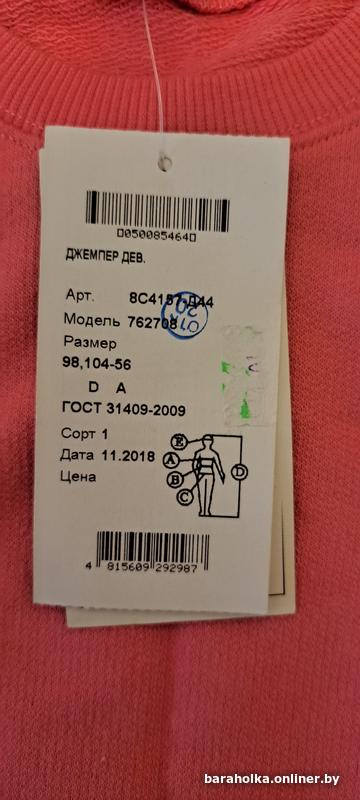 050085464
ДЖЕМПЕР ДЕВ.
Арт. 8С4157-Д44
Модель 762708
Размер
98,104-56
D A
ГОСТ 31409-2009
Сорт 1
Дата 11.2018
Цена
E
A
B
C
D
4 815609 292987
baraholka.onliner.by